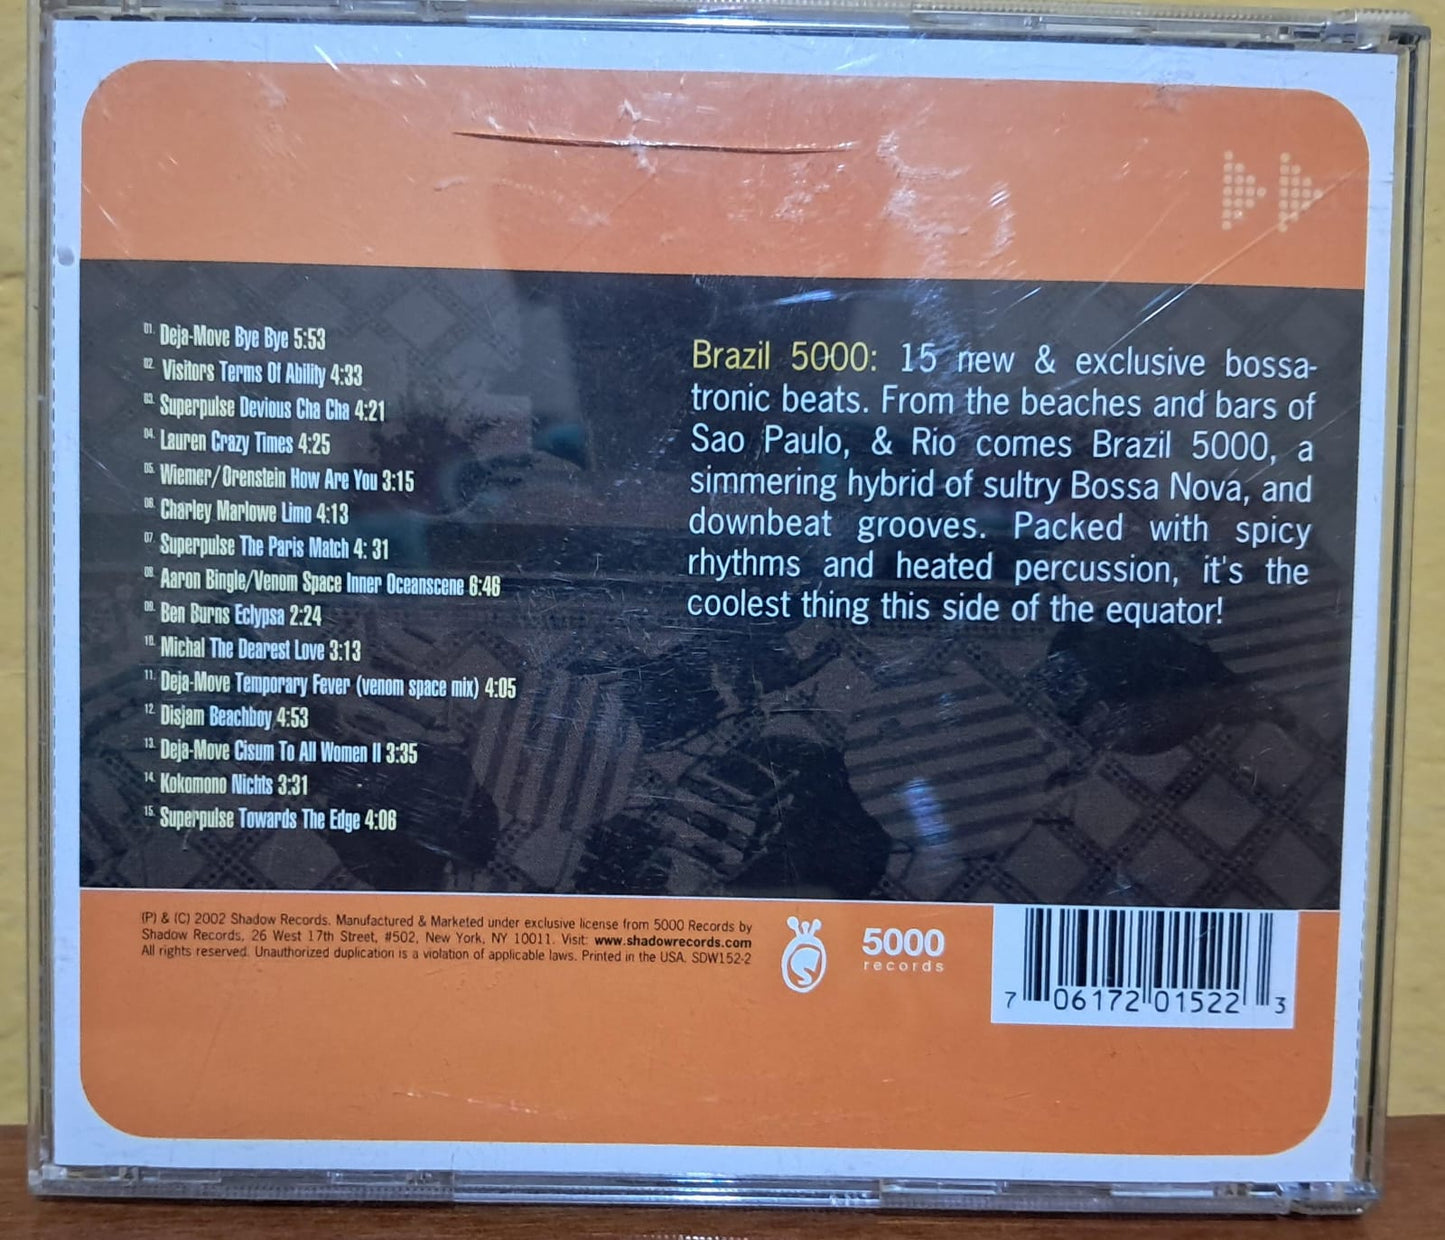 01. Deja-Move Bye Bye 5:53
02. Visitors Terms Of Ability 4:33
03. Superpulse Devious Cha Cha 4:21
04. Lauren Crazy Times 4:25
05. Wiemer/Orenstein How Are You 3:15
06. Charley Marlowe Limo 4:13
07. Superpulse The Paris Match 4: 31
08. Aaron Bingle/Venom Space Inner Oceanscene 6:46
09. Ben Burns Eclypsa 2:24
10. Michal The Dearest Love 3:13
11. Deja-Move Temporary Fever (venom space mix) 4:05
12. Disjam Beachboy 4:53
13. Deja-Move Cisum To All Women II 3:35
14. Kokomono Nichts 3:31
15. Superpulse Towards The Edge 4:06
Brazil 5000: 15 new & exclusive bossa-
tronic beats. From the beaches and bars of
Sao Paulo, & Rio comes Brazil 5000, a
simmering hybrid of sultry Bossa Nova, and
downbeat grooves. Packed with spicy
rhythms and heated percussion, it's the
coolest thing this side of the equator!
(P) & (C) 2002 Shadow Records. Manufactured & Marketed under exclusive license from 5000 Records by
Shadow Records, 26 West 17th Street, #502, New York, NY 10011. Visit: www.shadowrecords.com
All rights reserved. Unauthorized duplication is a violation of applicable laws. Printed in the USA. SDW152-2
5000
records
7 06172 01522 3